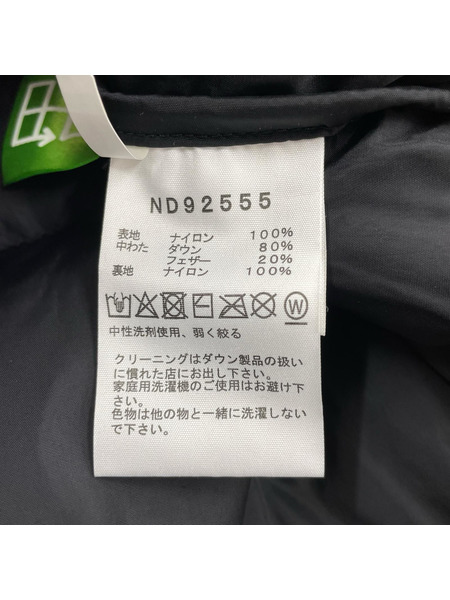 ND92555
表地 ナイロン 100%
中わた ダウン 80%
フェザー 20%
裏地 ナイロン 100%
W
中性洗剤使用、弱く絞る
クリーニングはダウン製品の扱い
に慣れた店にお出し下さい。
家庭用洗濯機のご使用はお避け下
さい。
色物は他の物と一緒に洗濯しない
で下さい。